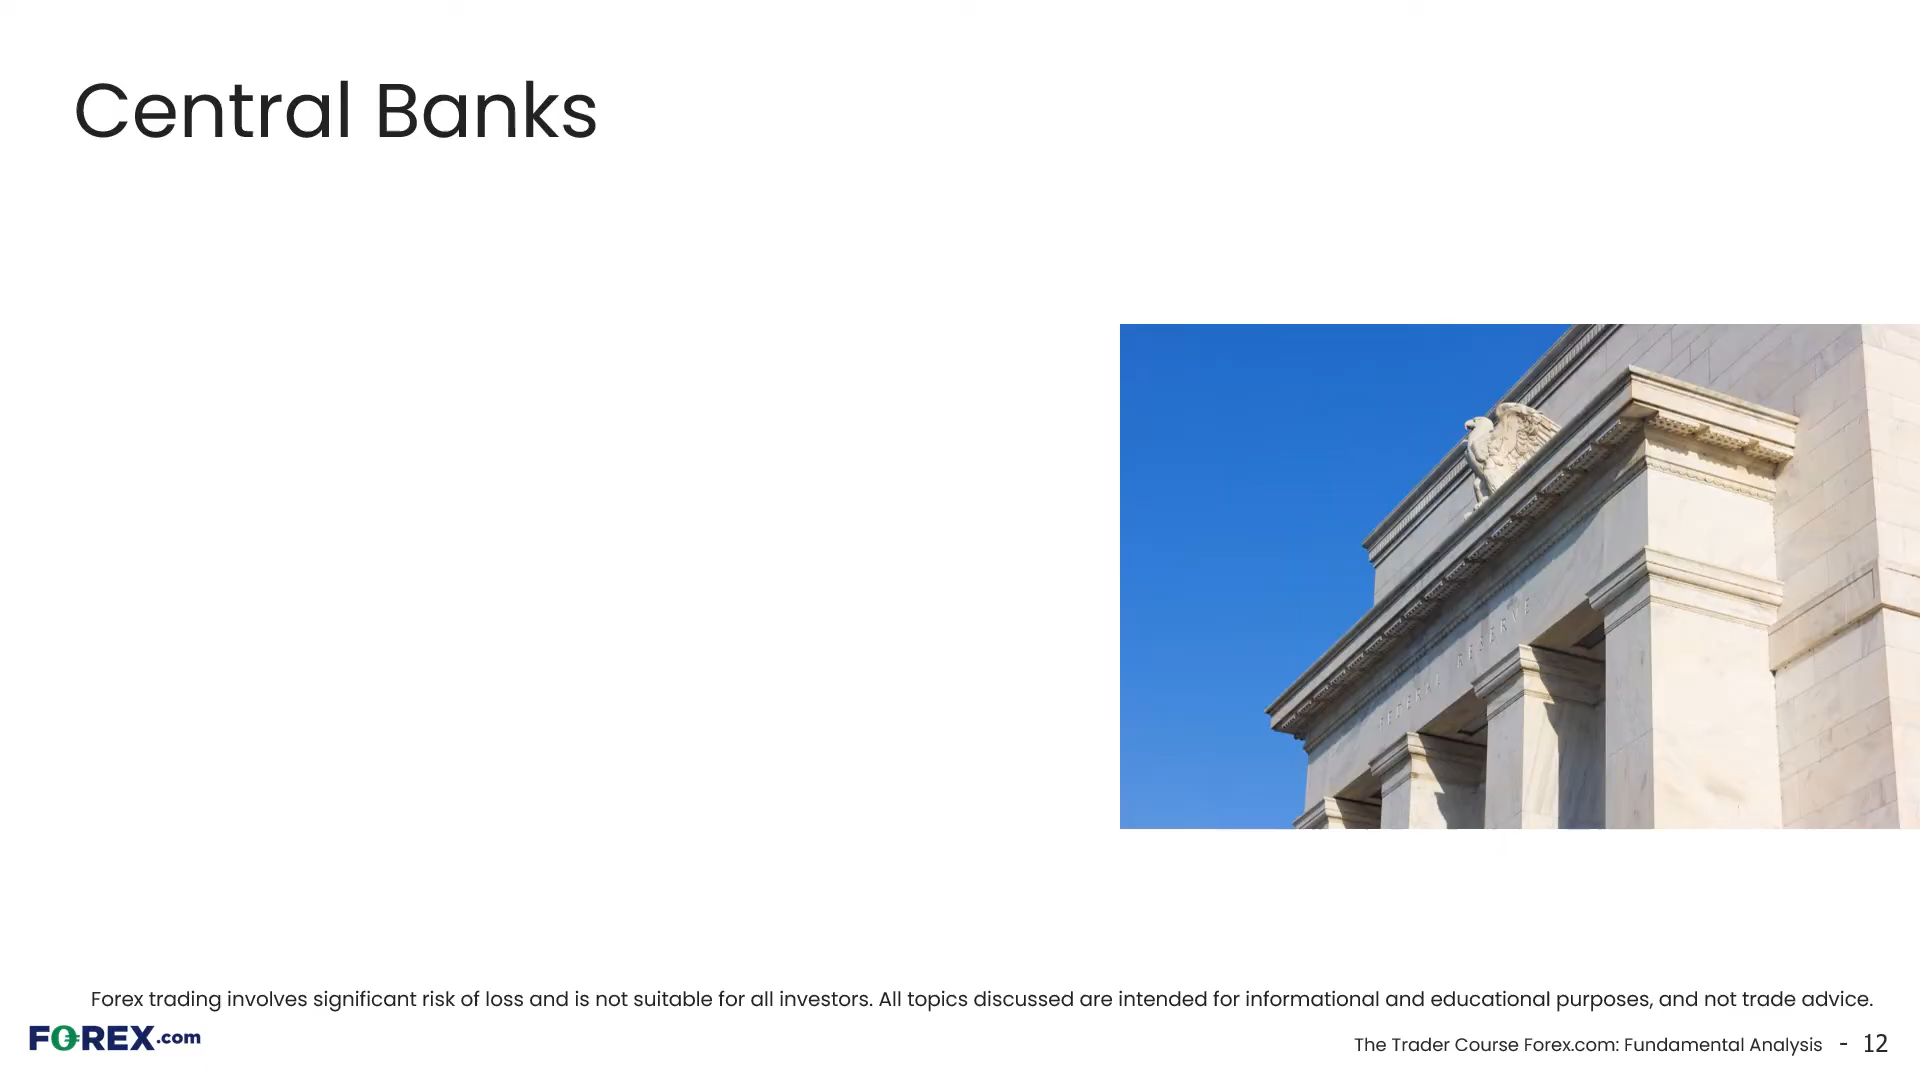 Central Banks
FEDERAL RESERVE
Forex trading involves significant risk of loss and is not suitable for all investors. All topics discussed are intended for informational and educational purposes, and not trade advice.
FOREX.com
The Trader Course Forex.com: Fundamental Analysis - 12